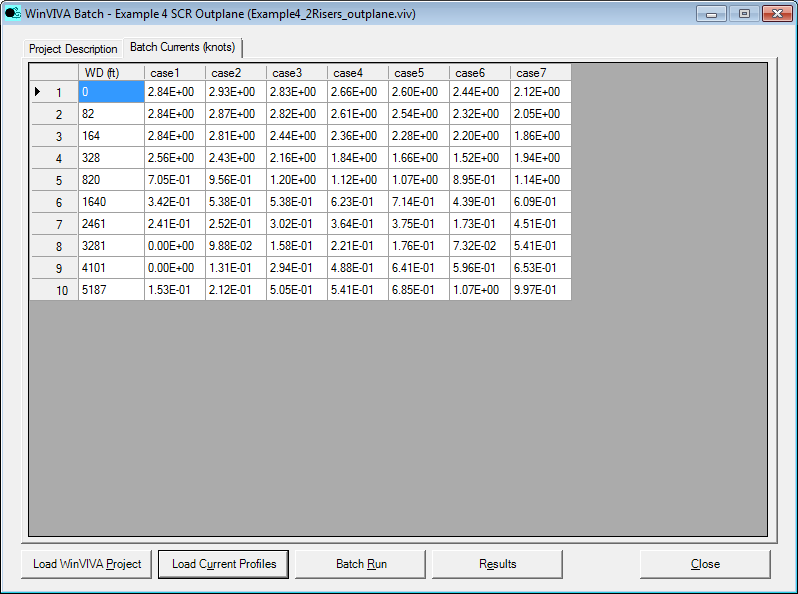 WinVIVA Batch - Example 4 SCR Outplane (Example4_2Risers_outplane.viv)
Project Description Batch Currents (knots)
WD (ft) case1 case2 case3 case4 case5 case6 case7
1 0 2.84E+00 2.93E+00 2.83E+00 2.66E+00 2.60E+00 2.44E+00 2.12E+00
2 82 2.84E+00 2.87E+00 2.82E+00 2.61E+00 2.54E+00 2.32E+00 2.05E+00
3 164 2.84E+00 2.81E+00 2.44E+00 2.36E+00 2.28E+00 2.20E+00 1.86E+00
4 328 2.56E+00 2.43E+00 2.16E+00 1.84E+00 1.66E+00 1.52E+00 1.94E+00
5 820 7.05E-01 9.56E-01 1.20E+00 1.12E+00 1.07E+00 8.95E-01 1.14E+00
6 1640 3.42E-01 5.38E-01 5.38E-01 6.23E-01 7.14E-01 4.39E-01 6.09E-01
7 2461 2.41E-01 2.52E-01 3.02E-01 3.64E-01 3.75E-01 1.73E-01 4.51E-01
8 3281 0.00E+00 9.88E-02 1.58E-01 2.21E-01 1.76E-01 7.32E-02 5.41E-01
9 4101 0.00E+00 1.31E-01 2.94E-01 4.88E-01 6.41E-01 5.96E-01 6.53E-01
10 5187 1.53E-01 2.12E-01 5.05E-01 5.41E-01 6.85E-01 1.07E+00 9.97E-01
Load WinVIVA Project Load Current Profiles Batch Run Results Close